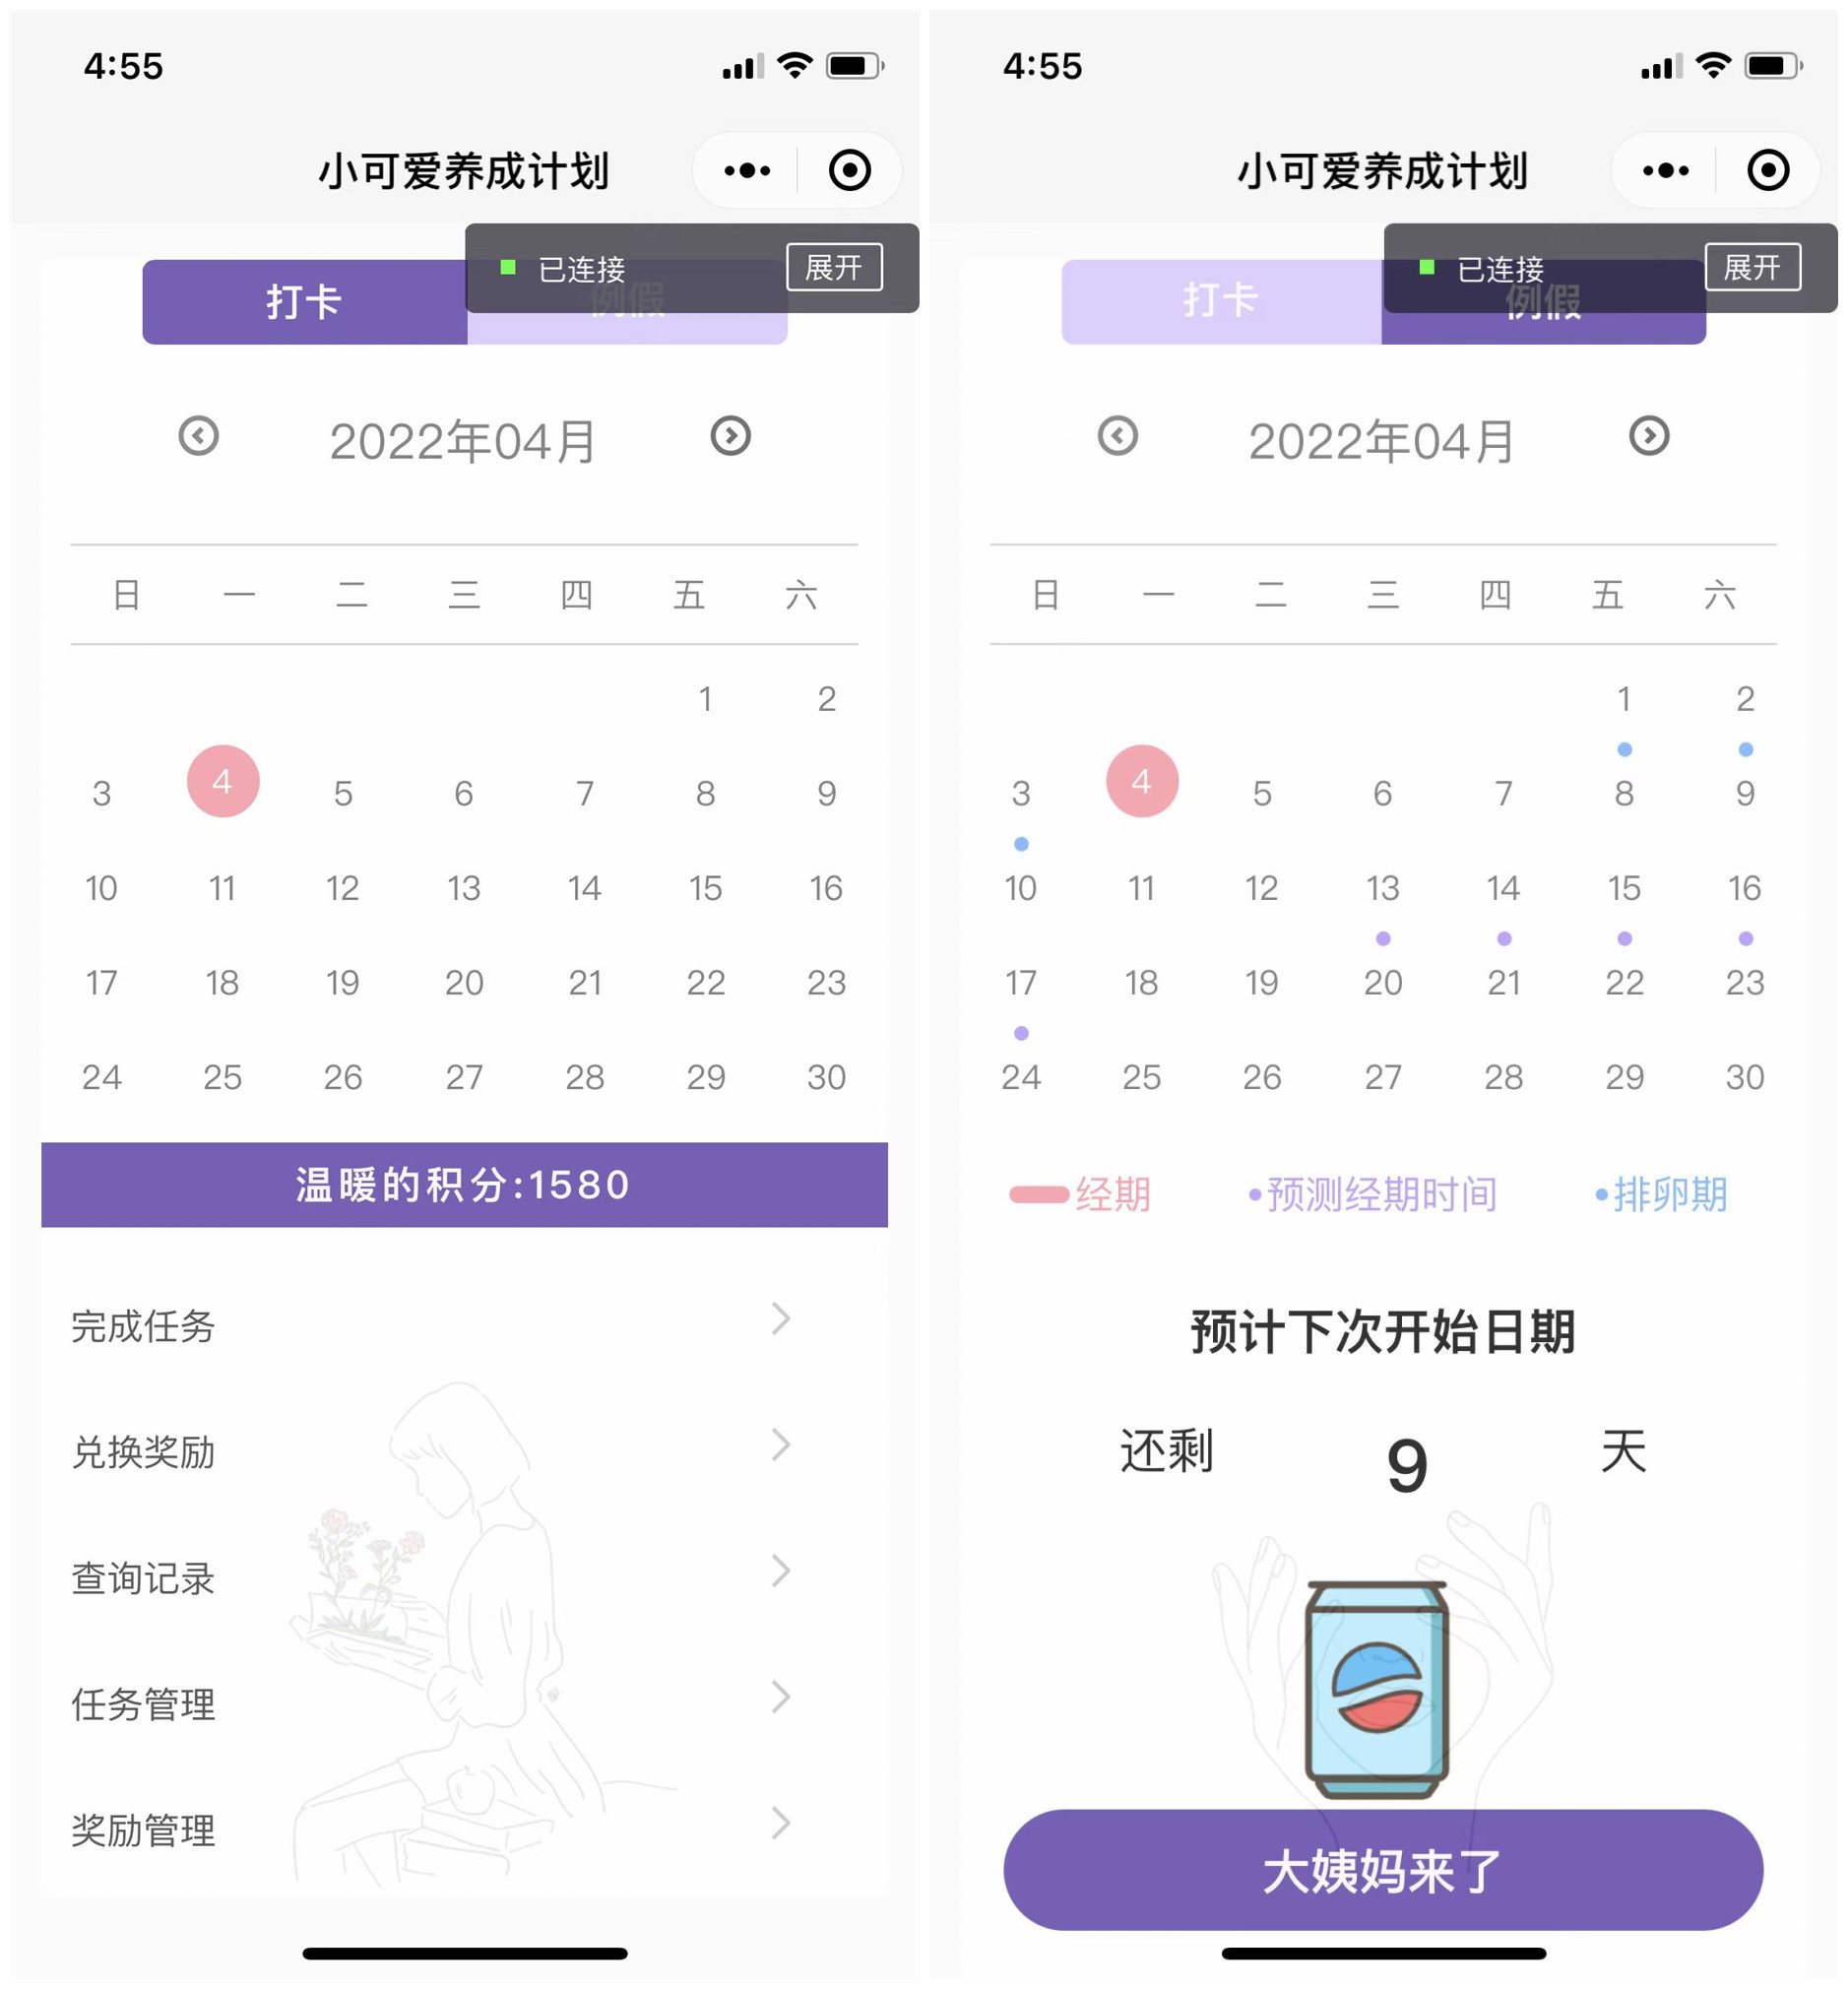 4:55
小可爱养成计划
已连接 展开
打卡 例假
2022年04月
日 一 二 三 四 五 六
1 2
3 4 5 6 7 8 9
10 11 12 13 14 15 16
17 18 19 20 21 22 23
24 25 26 27 28 29 30
温暖的积分:1580
完成任务
兑换奖励
查询记录
任务管理
奖励管理
4:55
小可爱养成计划
已连接 展开
打卡 例假
2022年04月
日 一 二 三 四 五 六
1 2
3 4 5 6 7 8 9
10 11 12 13 14 15 16
17 18 19 20 21 22 23
24 25 26 27 28 29 30
经期 •预测经期时间 •排卵期
预计下次开始日期
还剩 9 天
大姨妈来了